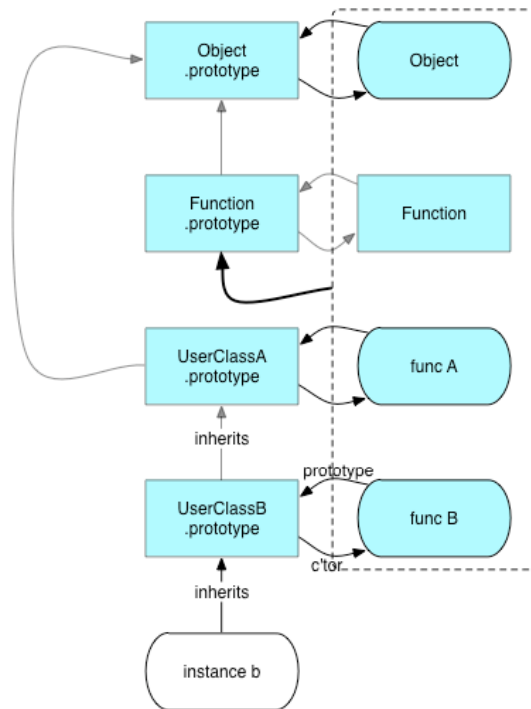 Object
.prototype
Object
Function
.prototype
Function
UserClassA
.prototype
func A
inherits
prototype
UserClassB
.prototype
func B
c'tor
inherits
instance b